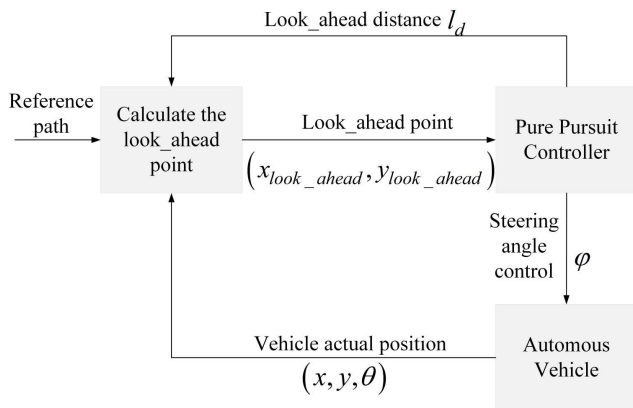 Look_ahead distance l_d
Reference
path
Calculate the
look_ahead
point
Look_ahead point
(x_look_ahead, y_look_ahead)
Pure Pursuit
Controller
Steering
angle
control
φ
Vehicle actual position
(x, y, θ)
Automous
Vehicle